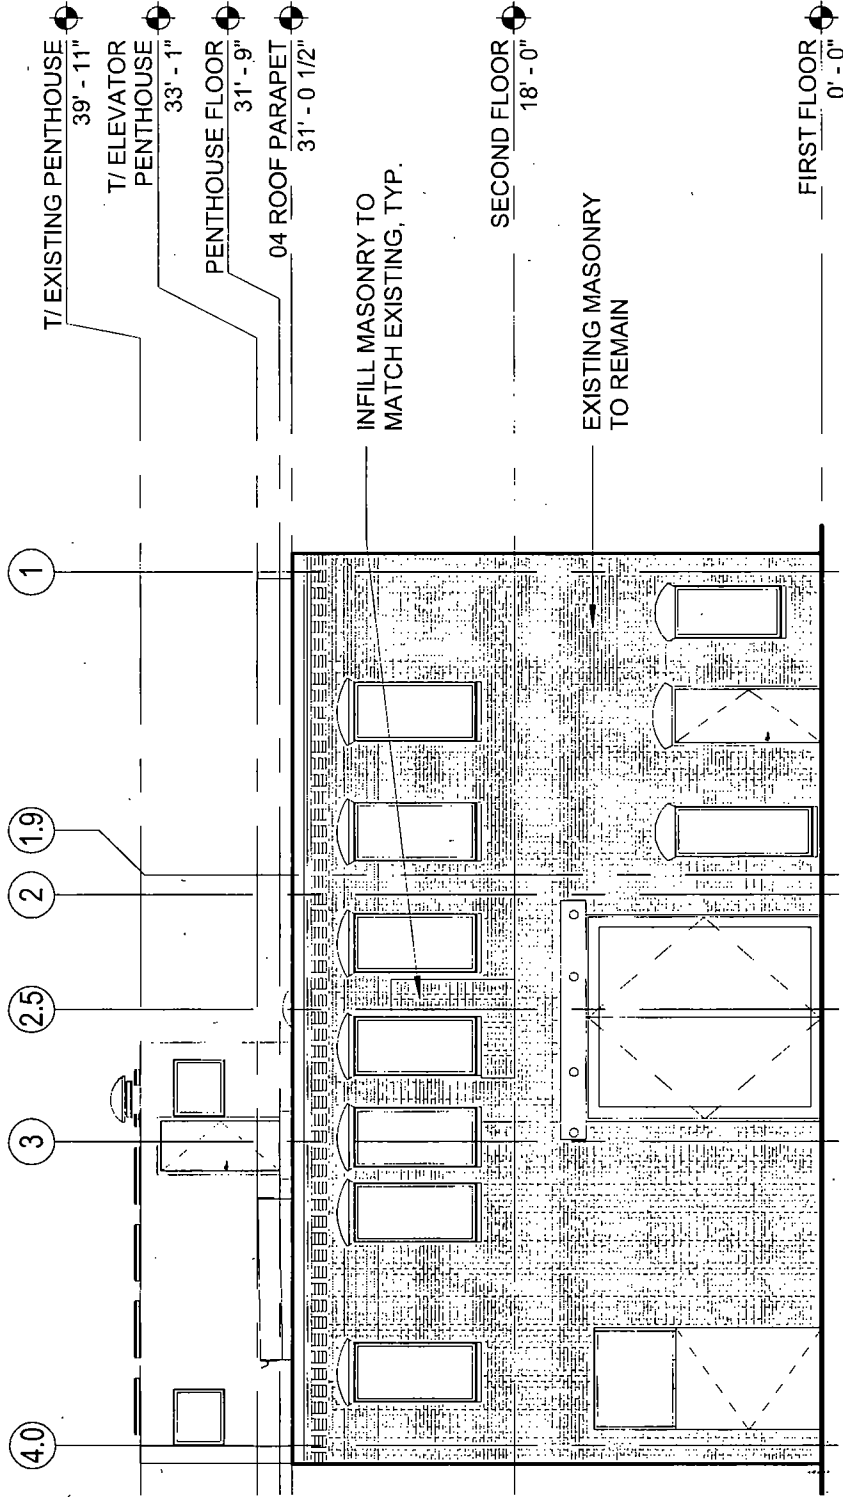 T/ EXISTING PENTHOUSE
39' - 11"
T/ ELEVATOR
PENTHOUSE
33' - 1"
PENTHOUSE FLOOR
31' - 9"
04 ROOF PARAPET
31' - 0 1/2"
INFILL MASONRY TO
MATCH EXISTING, TYP.
SECOND FLOOR
18' - 0"
EXISTING MASONRY
TO REMAIN
FIRST FLOOR
0' - 0"
4.0
3
2.5
2
1.9
1